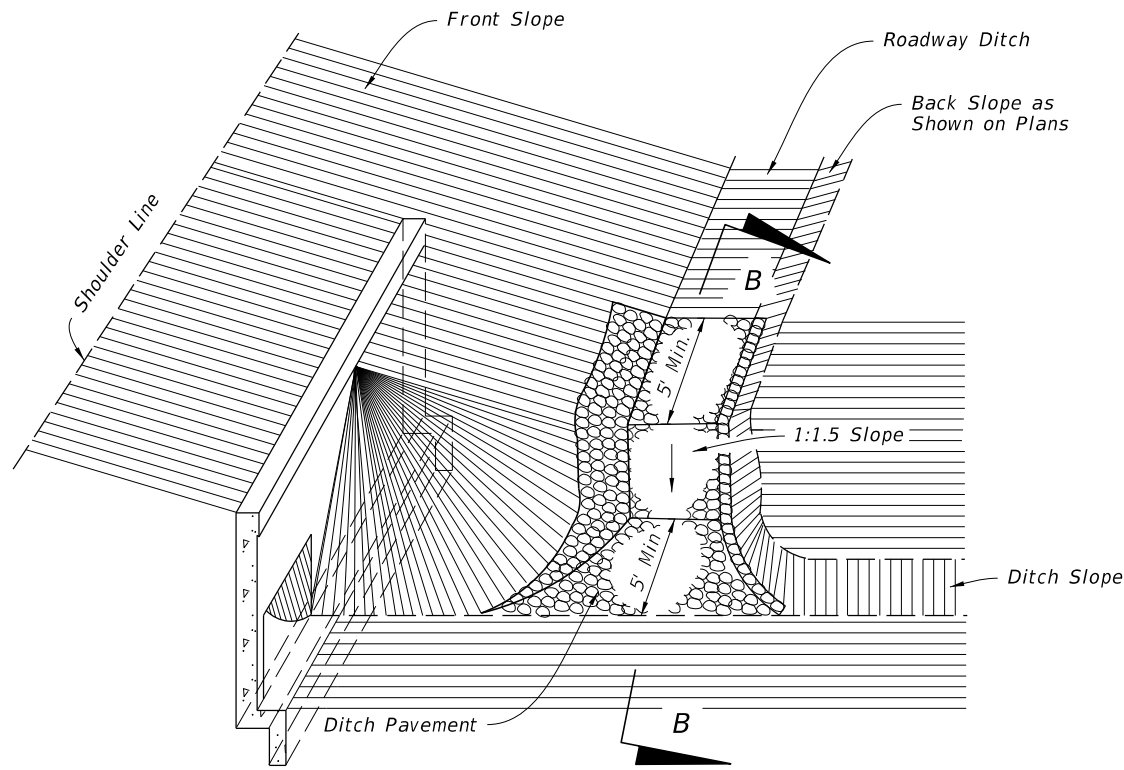 Front Slope
Roadway Ditch
Back Slope as
Shown on Plans
Shoulder Line
B
5' Min.
1:1.5 Slope
5' Min
Ditch Slope
Ditch Pavement
B